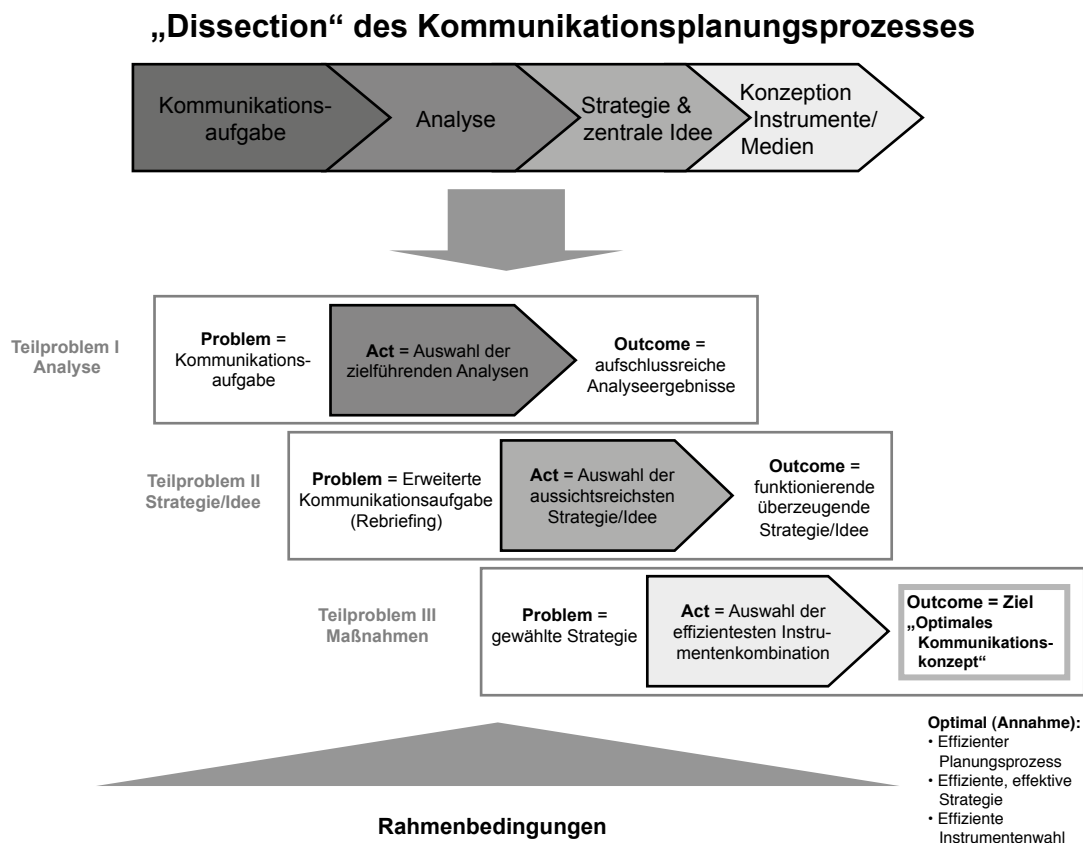 „Dissection“ des Kommunikationsplanungsprozesses
Kommunikations-
aufgabe
Analyse
Strategie &
zentrale Idee
Konzeption
Instrumente/
Medien
Teilproblem I
Analyse
Problem =
Kommunikations-
aufgabe
Act = Auswahl der
zielführenden Analysen
Outcome =
aufschlussreiche
Analyseergebnisse
Teilproblem II
Strategie/Idee
Problem = Erweiterte
Kommunikationsaufgabe
(Rebriefing)
Act = Auswahl der
aussichtsreichsten
Strategie/Idee
Outcome =
funktionierende
überzeugende
Strategie/Idee
Teilproblem III
Maßnahmen
Problem =
gewählte Strategie
Act = Auswahl der
effizientesten Instru-
mentenkombination
Outcome = Ziel
„Optimales
Kommunikations-
konzept“
Optimal (Annahme):
• Effizienter
Planungsprozess
• Effiziente, effektive
Strategie
• Effiziente
Instrumentenwahl
Rahmenbedingungen